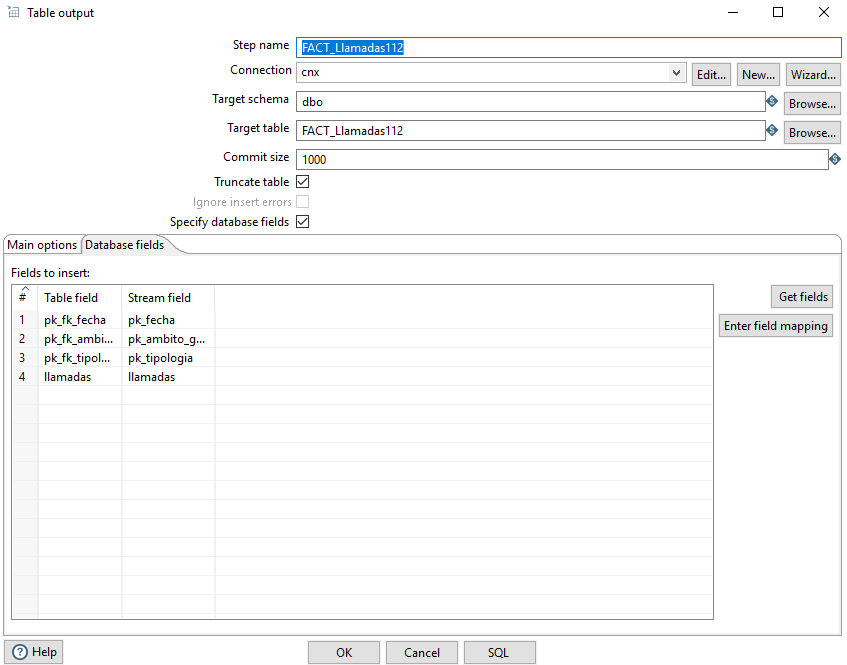 Table output
Step name FACT_Llamadas112
Connection cnx Edit... New... Wizard...
Target schema dbo Browse...
Target table FACT_Llamadas112 Browse...
Commit size 1000
Truncate table
Ignore insert errors
Specify database fields
Main options Database fields
Fields to insert:
# Table field Stream field
1 pk_fk_fecha pk_fecha
2 pk_fk_ambi... pk_ambito_g...
3 pk_fk_tipol... pk_tipologia
4 llamadas llamadas
Get fields
Enter field mapping
Help OK Cancel SQL